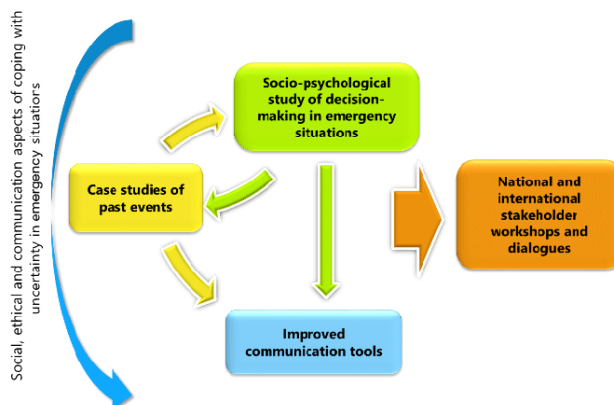 Social, ethical and communication aspects of coping with
uncertainty in emergency situations
Socio-psychological
study of decision-
making in emergency
situations
Case studies of
past events
National and
international
stakeholder
workshops and
dialogues
Improved
communication tools